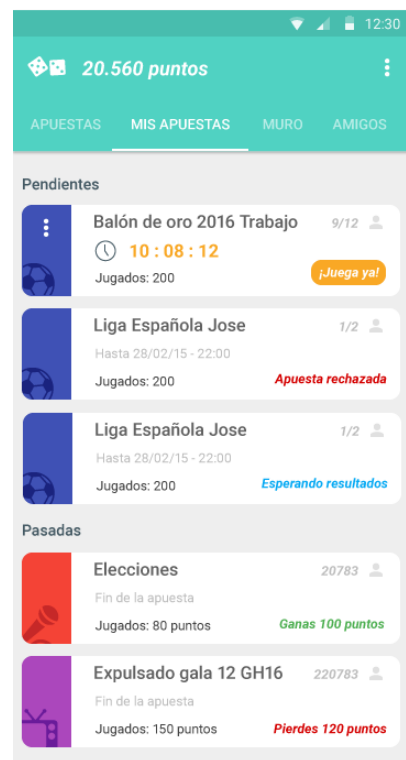 12:30
20.560 puntos
APUESTAS MIS APUESTAS MURO AMIGOS
Pendientes
Balón de oro 2016 Trabajo 9/12
10 : 08 : 12
Jugados: 200 ¡Juega ya!
Liga Española Jose 1/2
Hasta 28/02/15 - 22:00
Jugados: 200 Apuesta rechazada
Liga Española Jose 1/2
Hasta 28/02/15 - 22:00
Jugados: 200 Esperando resultados
Pasadas
Elecciones 20783
Fin de la apuesta
Jugados: 80 puntos Ganas 100 puntos
Expulsado gala 12 GH16 220783
Fin de la apuesta
Jugados: 150 puntos Pierdes 120 puntos